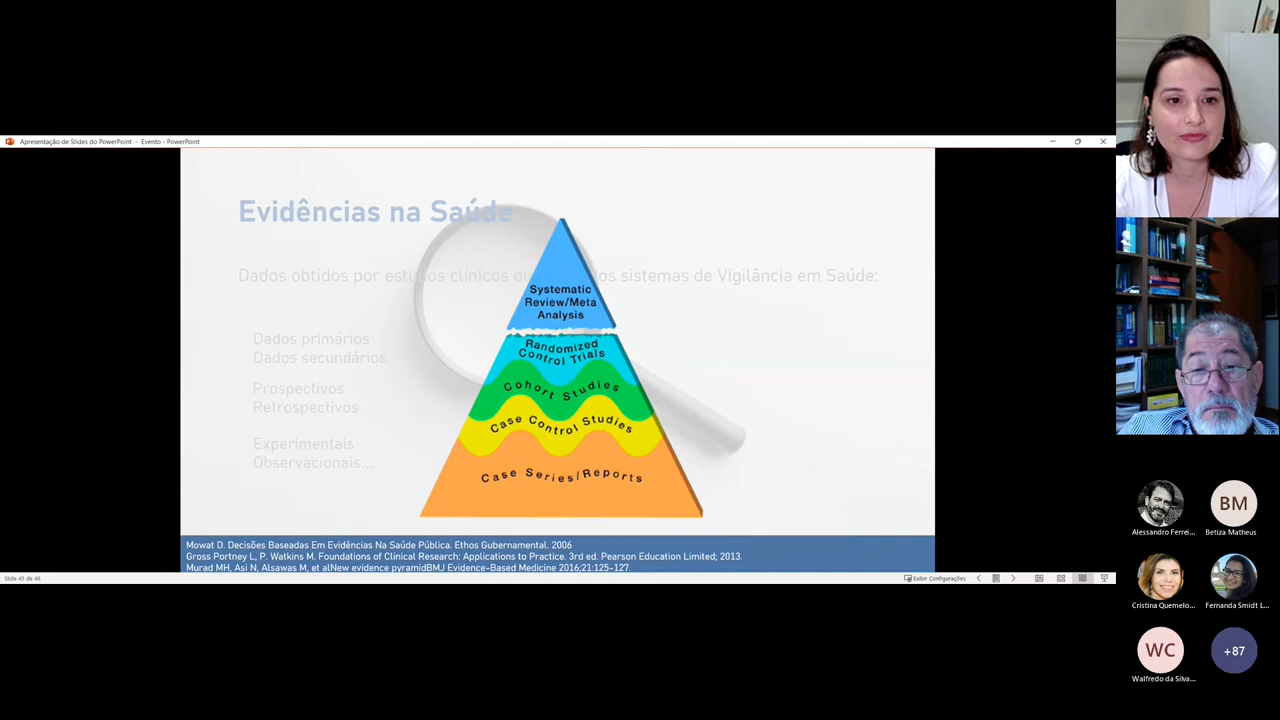 Apresentação de Slides do PowerPoint - Evento - PowerPoint
Evidências na Saúde
Dados obtidos por estudos clínicos ou dos sistemas de Vigilância em Saúde:
Dados primários
Dados secundários
Prospectivos
Retrospectivos
Experimentais
Observacionais...
Systematic
Review/Meta
Analysis
Randomized
Control Trials
Cohort Studies
Case Control Studies
Case Series/Reports
Mowat D. Decisões Baseadas Em Evidências Na Saúde Pública. Ethos Gubernamental. 2006
Gross Portney L, P. Watkins M. Foundations of Clinical Research: Applications to Practice. 3rd ed. Pearson Education Limited; 2013.
Murad MH, Asi N, Alsawas M, et alNew evidence pyramidBMJ Evidence-Based Medicine 2016;21:125-127.
Slide 45 de 48
Exibir Configurações
BM
Alessandro Ferrei...
Betiza Matheus
Cristina Quemelo...
Fernanda Smidt L...
WC
+87
Walfredo da Silva...